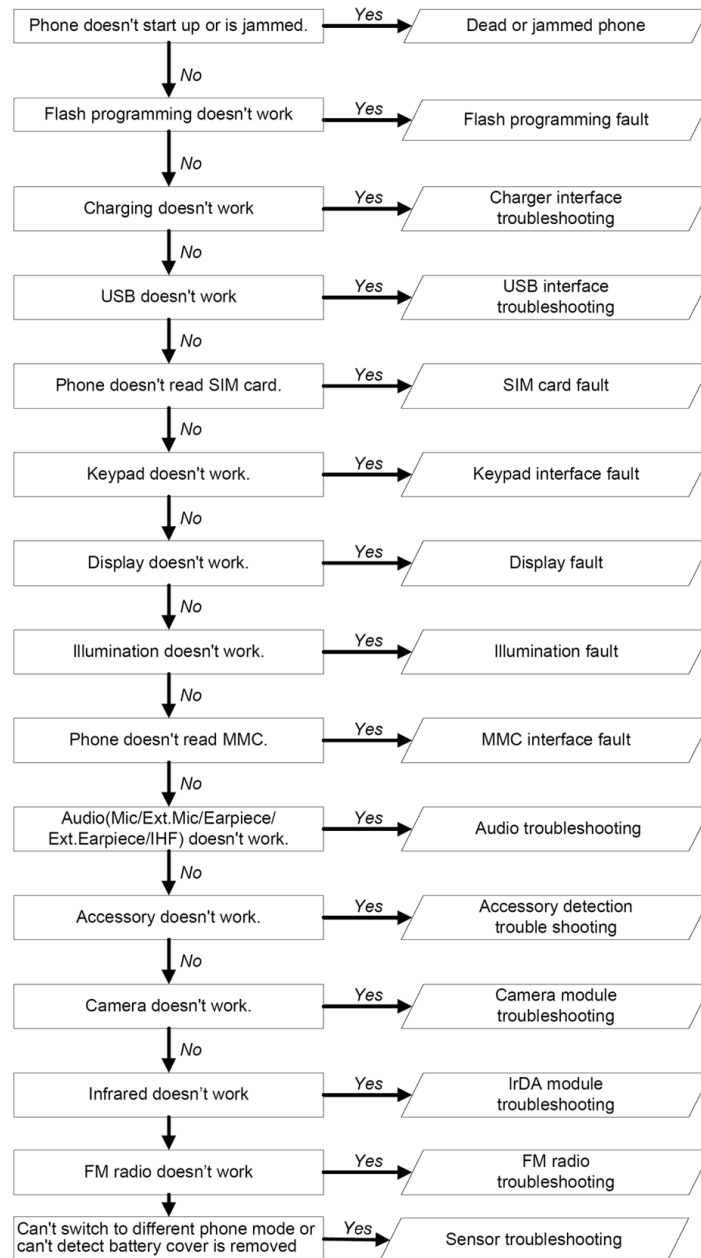 Phone doesn't start up or is jammed.
Yes
Dead or jammed phone
No
Flash programming doesn't work
Yes
Flash programming fault
No
Charging doesn't work
Yes
Charger interface
troubleshooting
No
USB doesn't work
Yes
USB interface
troubleshooting
No
Phone doesn't read SIM card.
Yes
SIM card fault
No
Keypad doesn't work.
Yes
Keypad interface fault
No
Display doesn't work.
Yes
Display fault
No
Illumination doesn't work.
Yes
Illumination fault
No
Phone doesn't read MMC.
Yes
MMC interface fault
No
Audio(Mic/Ext.Mic/Earpiece/
Ext.Earpiece/IHF) doesn't work.
Yes
Audio troubleshooting
No
Accessory doesn't work.
Yes
Accessory detection
trouble shooting
No
Camera doesn't work.
Yes
Camera module
troubleshooting
No
Infrared doesn’t work
Yes
IrDA module
troubleshooting
FM radio doesn’t work
Yes
FM radio
troubleshooting
Can't switch to different phone mode or
can't detect battery cover is removed
Yes
Sensor troubleshooting